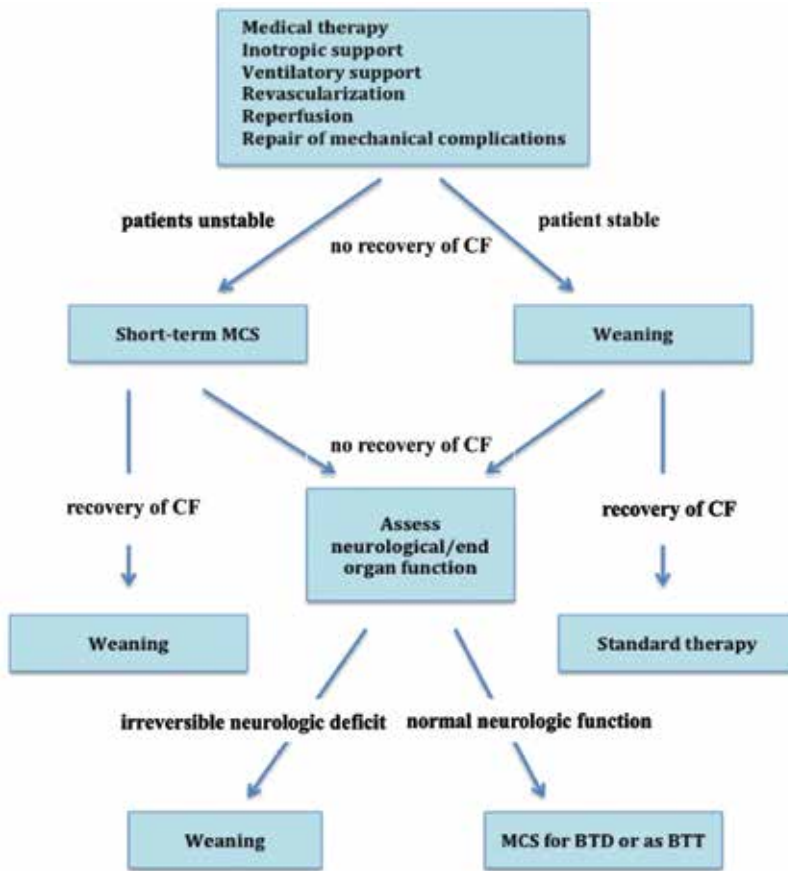 Medical therapy
Inotropic support
Ventilatory support
Revascularization
Reperfusion
Repair of mechanical complications
patients unstable
patient stable
no recovery of CF
Short-term MCS
Weaning
no recovery of CF
recovery of CF
recovery of CF
Assess
neurological/end
organ function
Weaning
Standard therapy
irreversible neurologic deficit
normal neurologic function
Weaning
MCS for BTD or as BTT